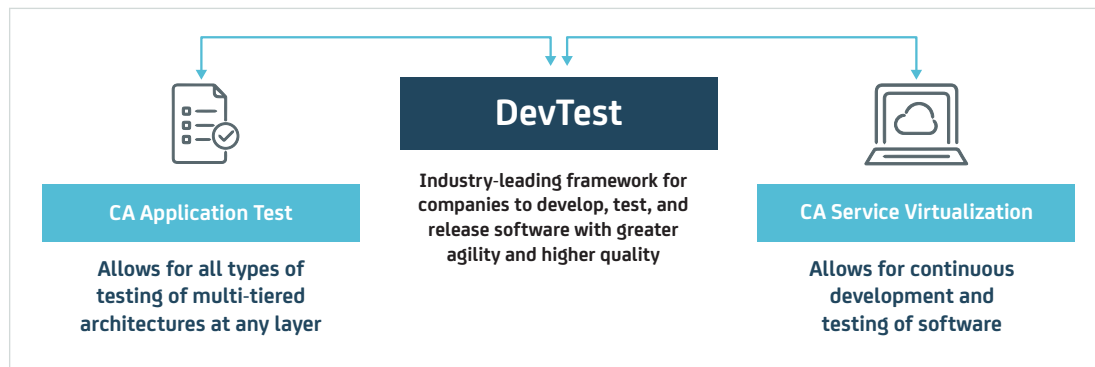 DevTest
Industry-leading framework for
companies to develop, test, and
release software with greater
agility and higher quality
CA Application Test
Allows for all types of
testing of multi-tiered
architectures at any layer
CA Service Virtualization
Allows for continuous
development and
testing of software